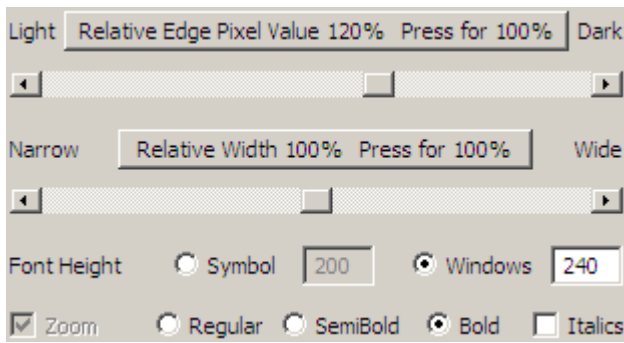 Light Relative Edge Pixel Value 120% Press for 100% Dark
Narrow Relative Width 100% Press for 100% Wide
Font Height Symbol 200 Windows 240
Zoom Regular SemiBold Bold Italics